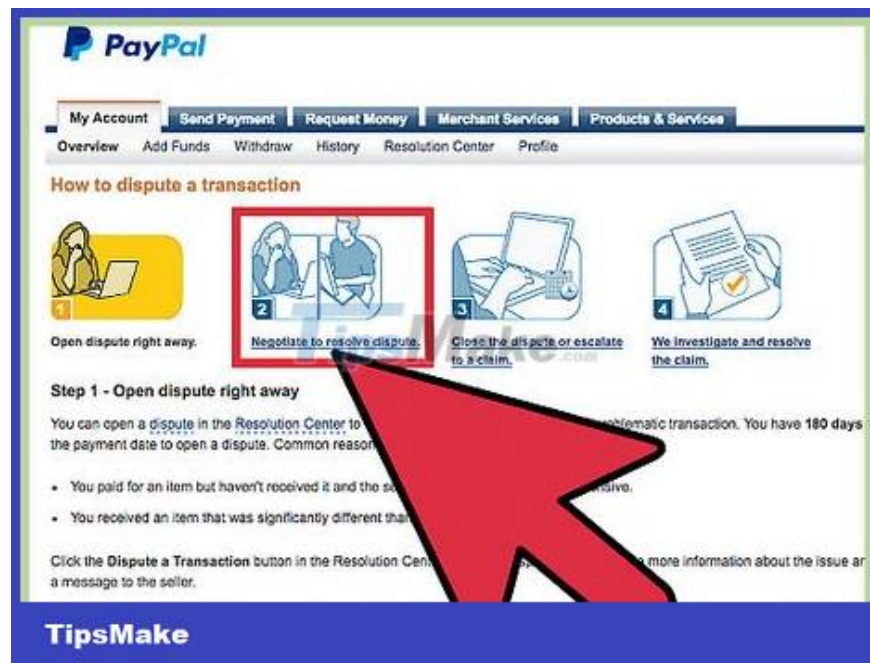 PayPal
My Account Send Payment Request Money Merchant Services Products & Services
Overview Add Funds Withdraw History Resolution Center Profile
How to dispute a transaction
1 2 3 4
Open dispute right away. Negotiate to resolve dispute. Close the dispute or escalate We investigate and resolve
to a claim. the claim.
TipsMake.com
Step 1 - Open dispute right away
You can open a dispute in the Resolution Center to problematic transaction. You have 180 days
the payment date to open a dispute. Common reason
• You paid for an item but haven't received it and the
• You received an item that was significantly different
Click the Dispute a Transaction button in the Resolution more information about the issue
a message to the seller.
TipsMake